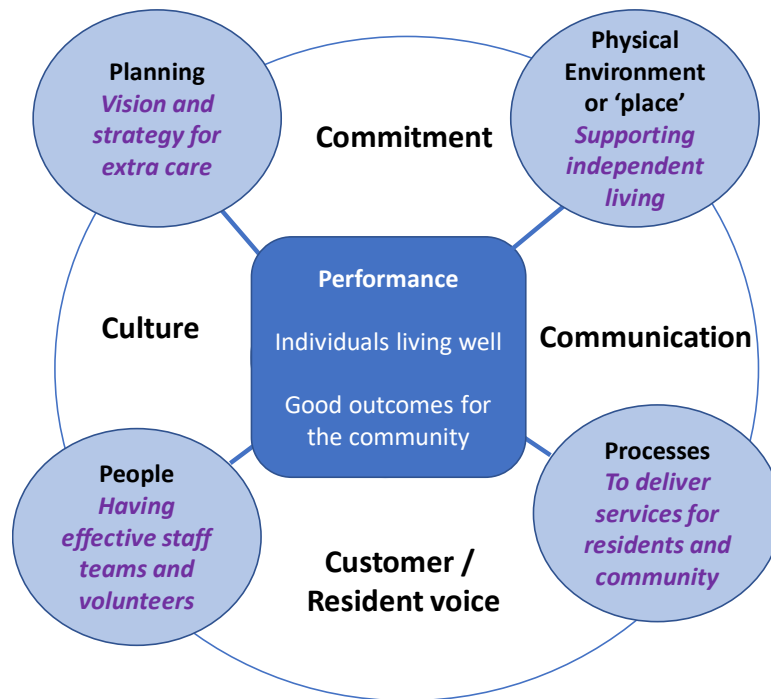 Planning
Vision and
strategy for
extra care
Commitment
Physical
Environment
or ‘place’
Supporting
independent
living
Culture
Performance
Individuals living well
Good outcomes for
the community
Communication
People
Having
effective staff
teams and
volunteers
Customer /
Resident voice
Processes
To deliver
services for
residents and
community